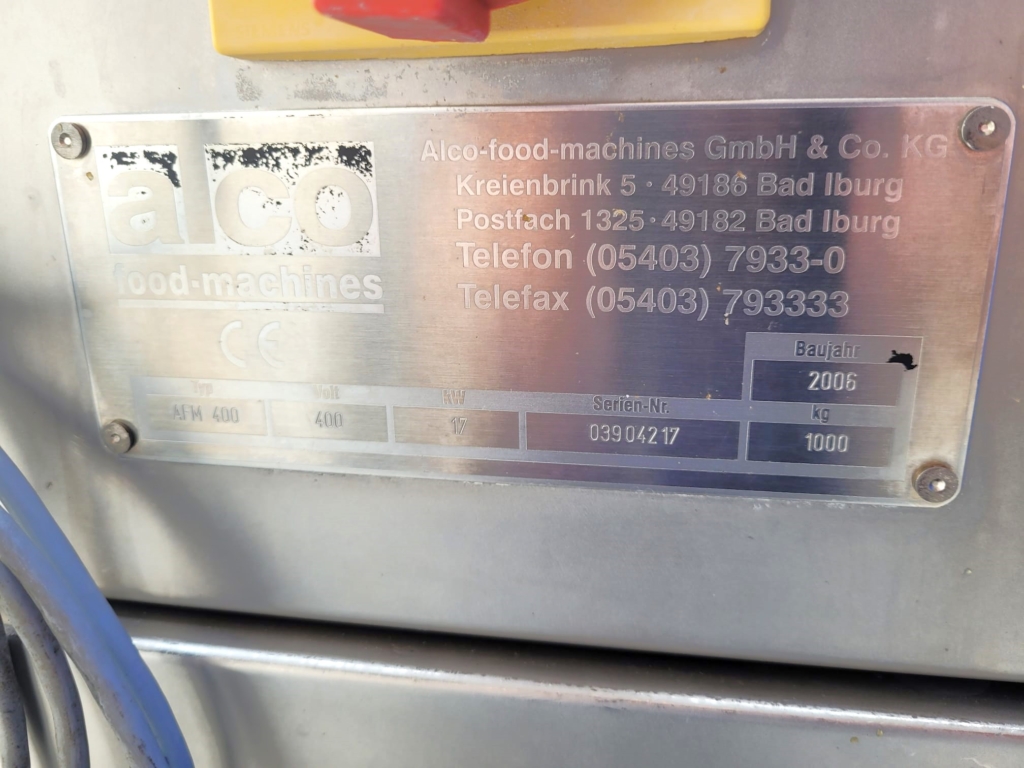 alco
food-machines
CE
Alco-food-machines GmbH & Co. KG
Kreienbrink 5 · 49186 Bad Iburg
Postfach 1325 · 49182 Bad Iburg
Telefon (05403) 7933-0
Telefax (05403) 793333
Baujahr
2006
Typ Volt kW Serien-Nr. kg
AFM 400 400 17 03904217 1000